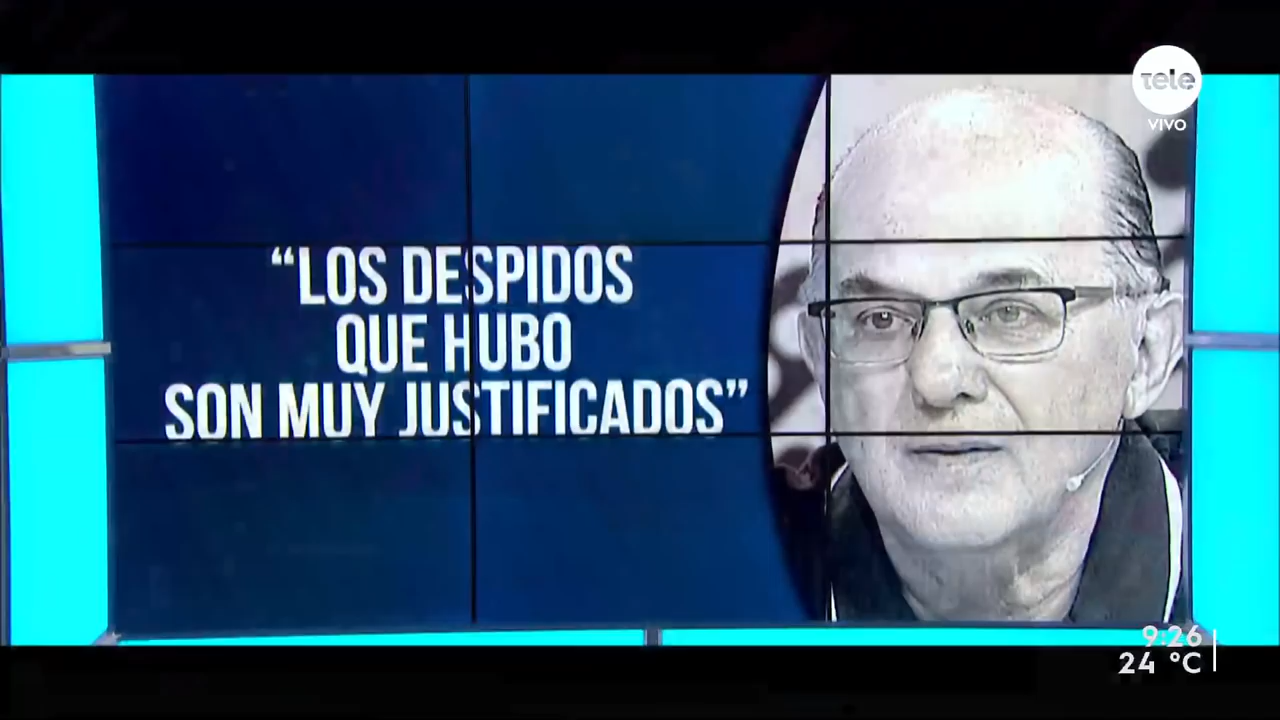 tele
VIVO
“LOS DESPIDOS
QUE HUBO
SON MUY JUSTIFICADOS”
9:26
24 °C